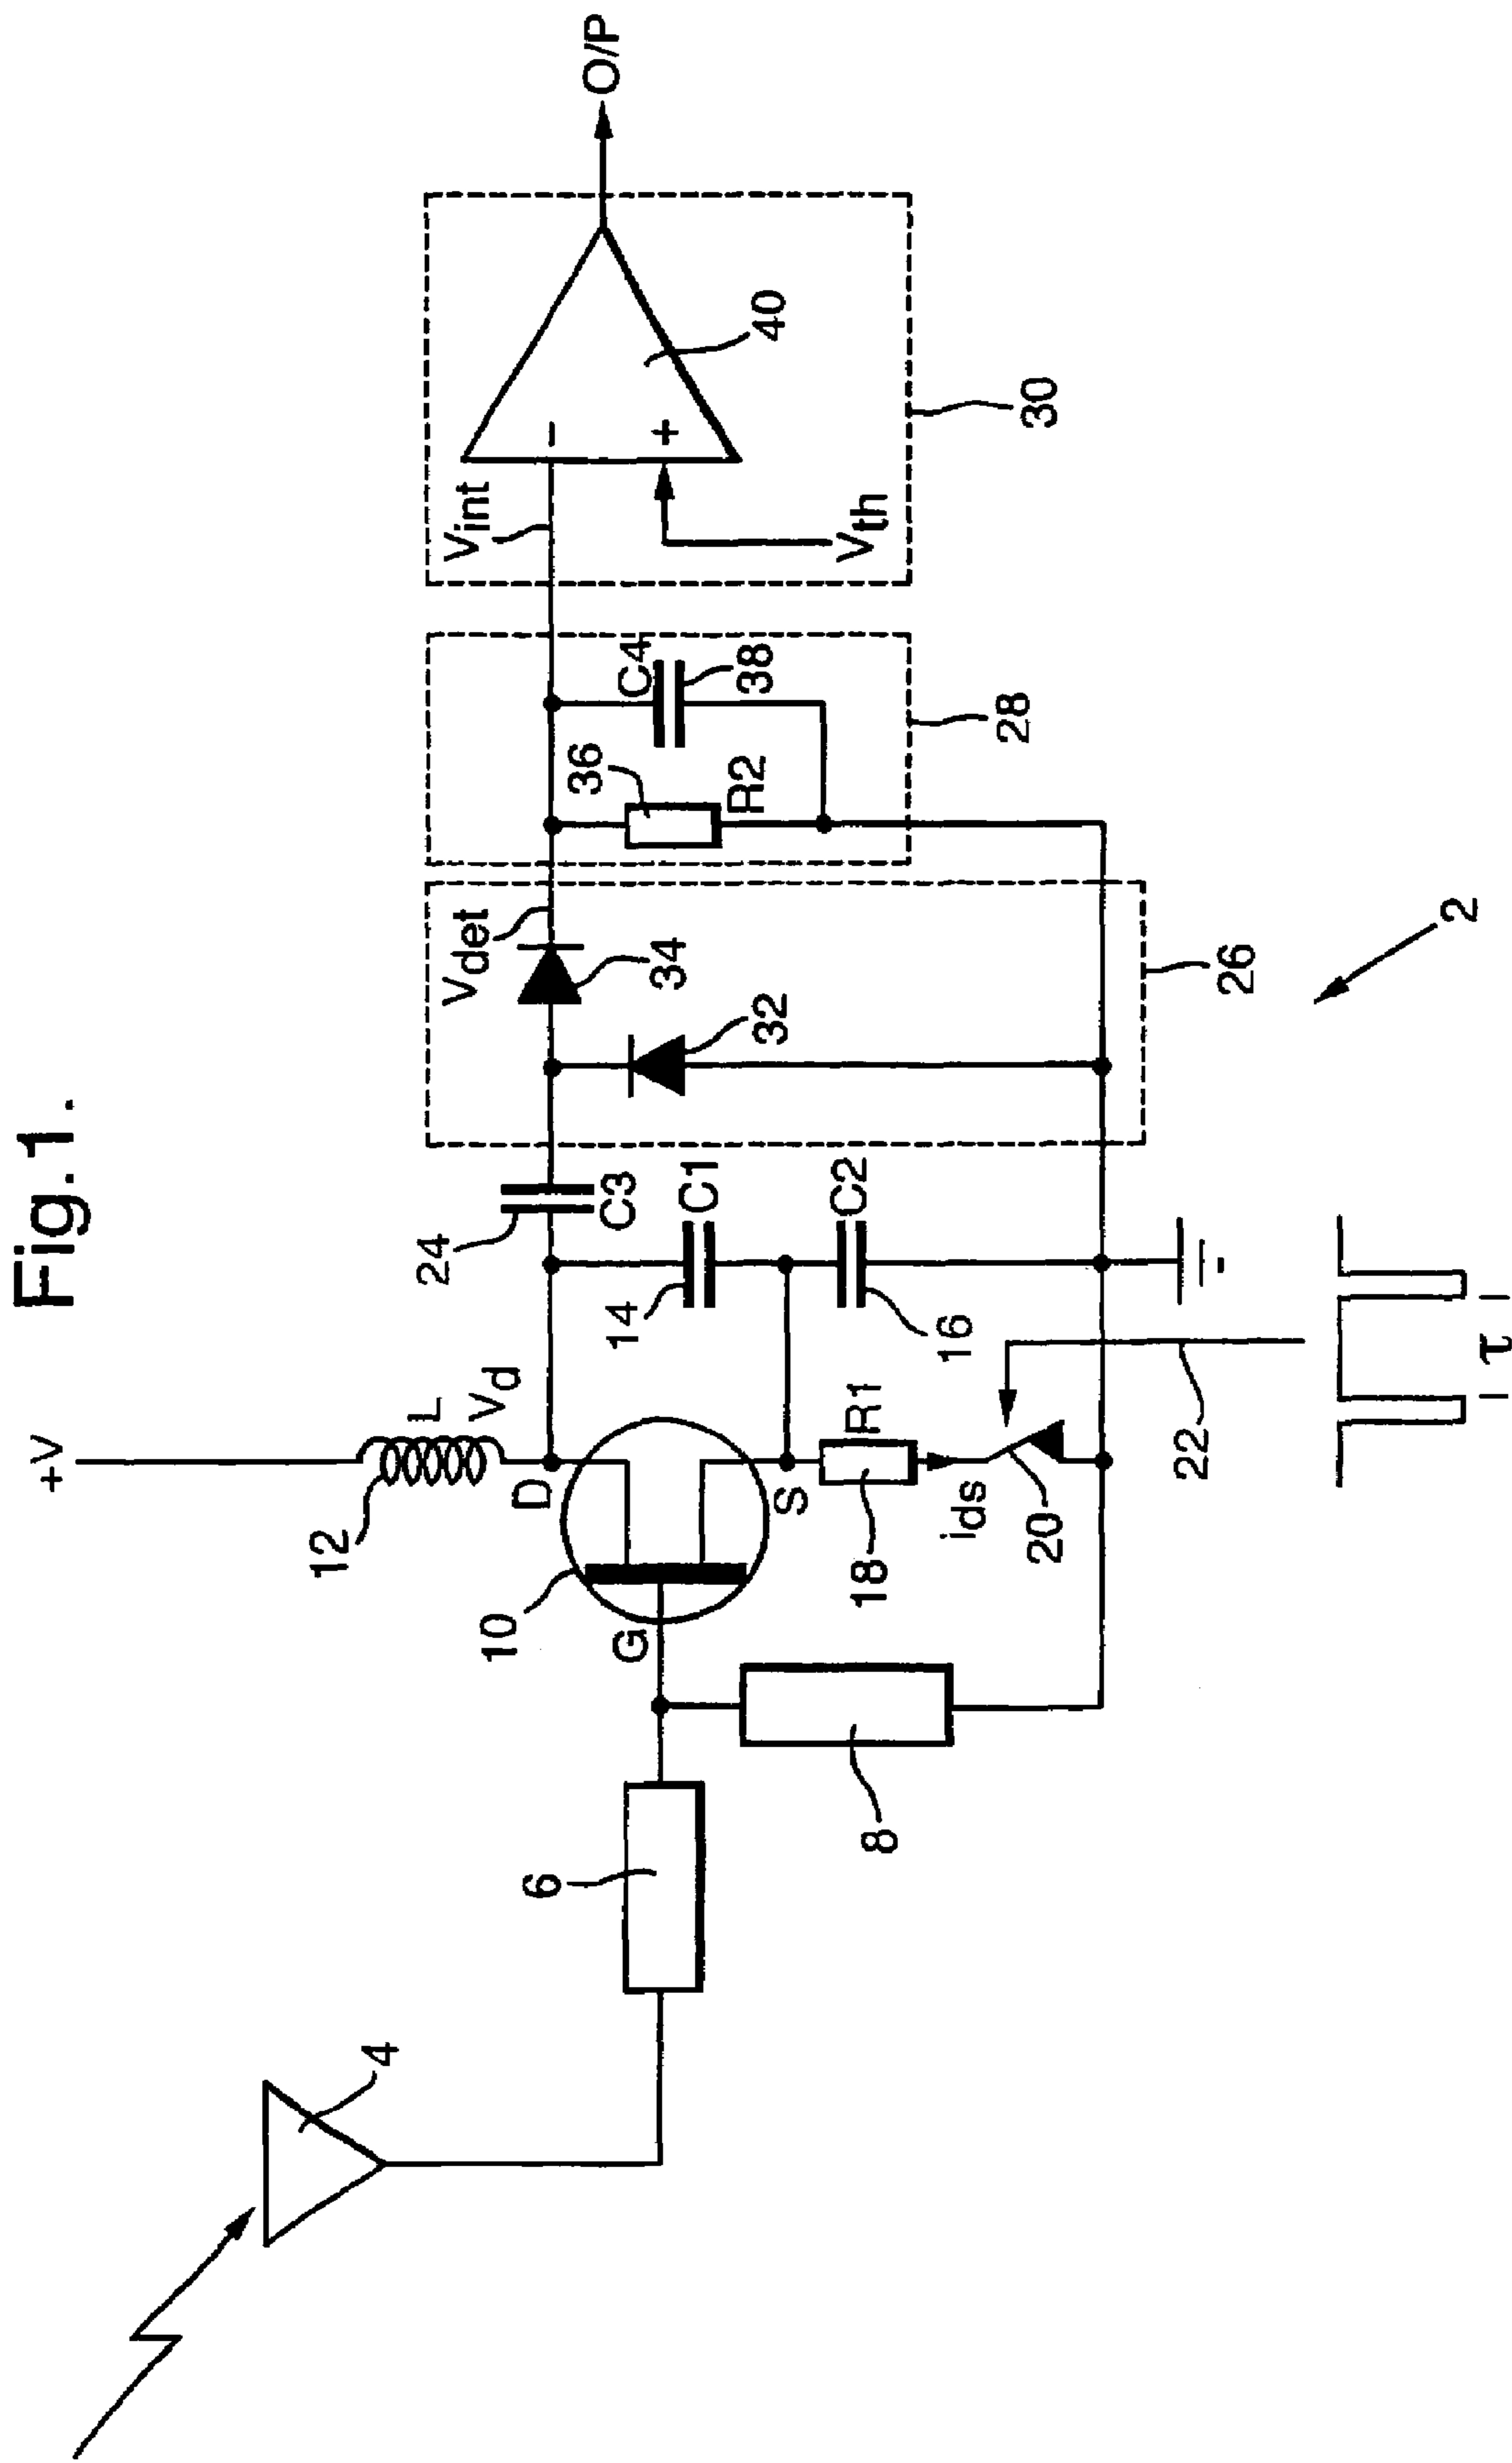 Fig.1.
+V
12
L
Vd
D
10
G
S
4
6
8
18
R1
ids
20
22
τ
24
C3
14
C1
16
C2
Vdet
34
32
26
2
36
R2
C4
38
28
Vint
Vth
-
+
40
30
O/P